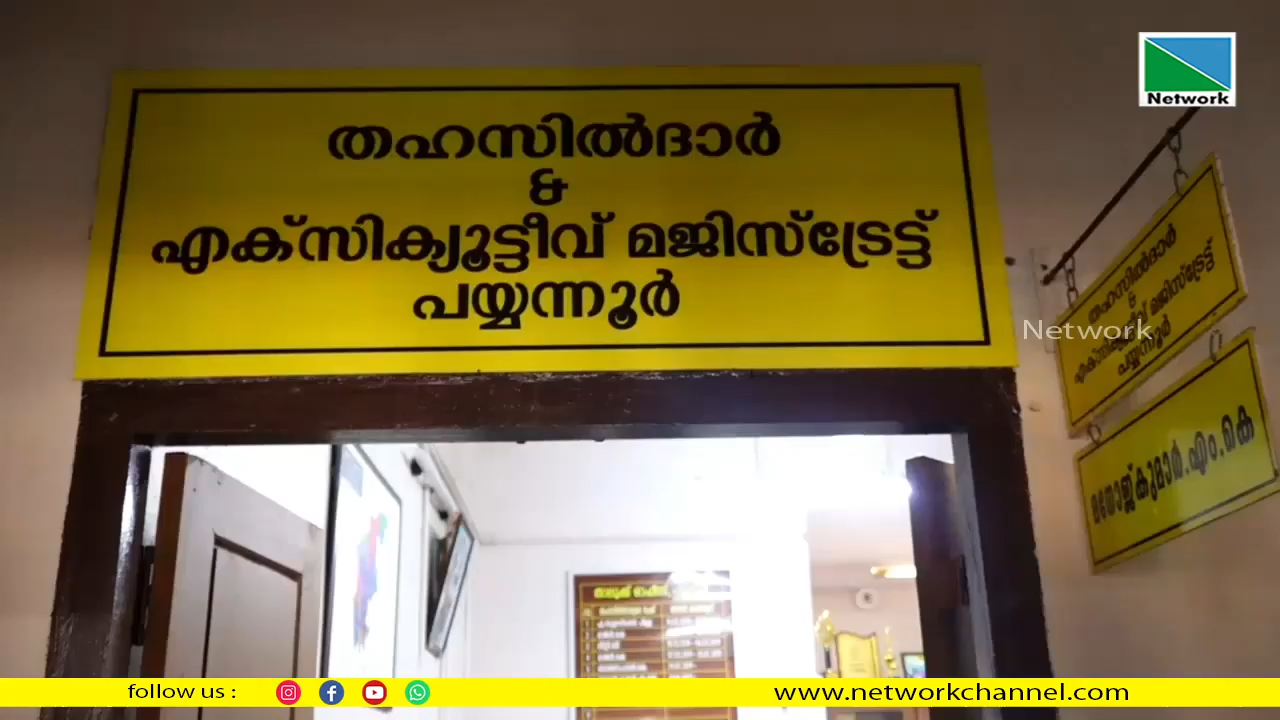 Network
തഹസിൽദാർ
&
എക്സിക്യൂട്ടീവ് മജിസ്ട്രേട്ട്
പയ്യന്നൂർ
തഹസിൽദാർ
&
എക്സിക്യൂട്ടീവ് മജിസ്ട്രേട്ട്
പയ്യന്നൂർ
Network
മനോജ്കുമാർ.എം.കെ
follow us :
www.networkchannel.com